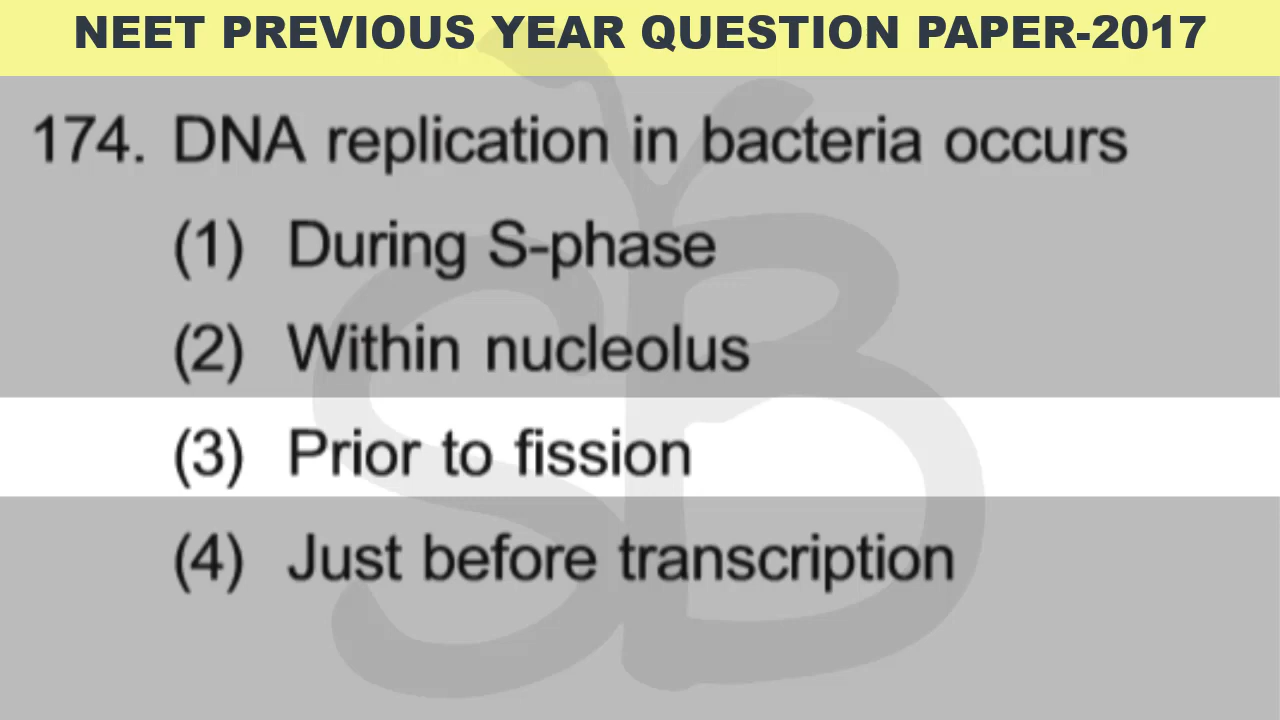 NEET PREVIOUS YEAR QUESTION PAPER-2017
174. DNA replication in bacteria occurs
(1) During S-phase
(2) Within nucleolus
(3) Prior to fission
(4) Just before transcription
SB